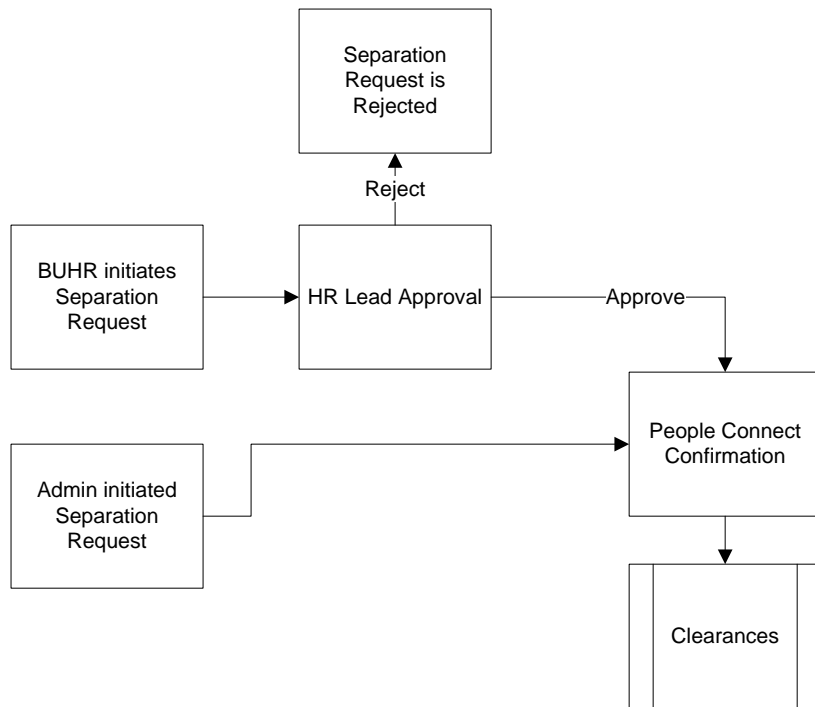 Separation
Request is
Rejected
Reject
BUHR initiates
Separation
Request
HR Lead Approval
Approve
People Connect
Confirmation
Admin initiated
Separation
Request
Clearances